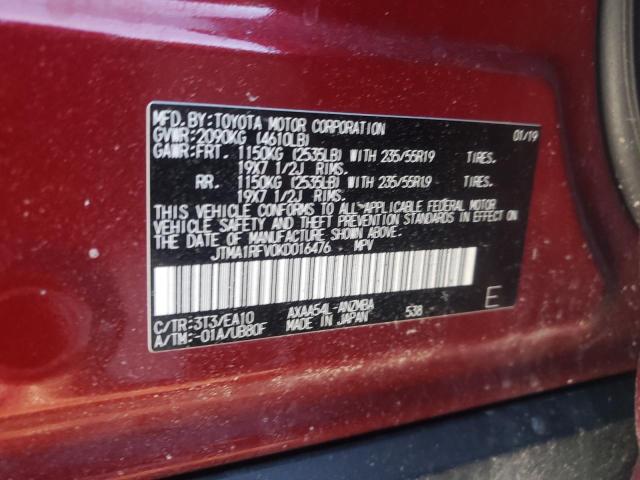 MFD. BY: TOYOTA MOTOR CORPORATION 01/19
GVWR: 2090KG (4610LB)
GAWR: FRT. 1150KG (2535LB) WITH 235/55R19 TIRES.
19X7 1/2J RIMS.
RR. 1150KG (2535LB) WITH 235/55R19 TIRES.
19X7 1/2J RIMS.
THIS VEHICLE CONFORMS TO ALL APPLICABLE FEDERAL MOTOR
VEHICLE SAFETY AND THEFT PREVENTION STANDARDS IN EFFECT
ON THE DATE OF MANUFACTURE SHOWN ABOVE.
JTMA1RFV0KD016476 MPV
C/TR: 3T3/EA10 AXAA54L-ANZMBA 538 E
A/TM: -01A/UB80F MADE IN JAPAN